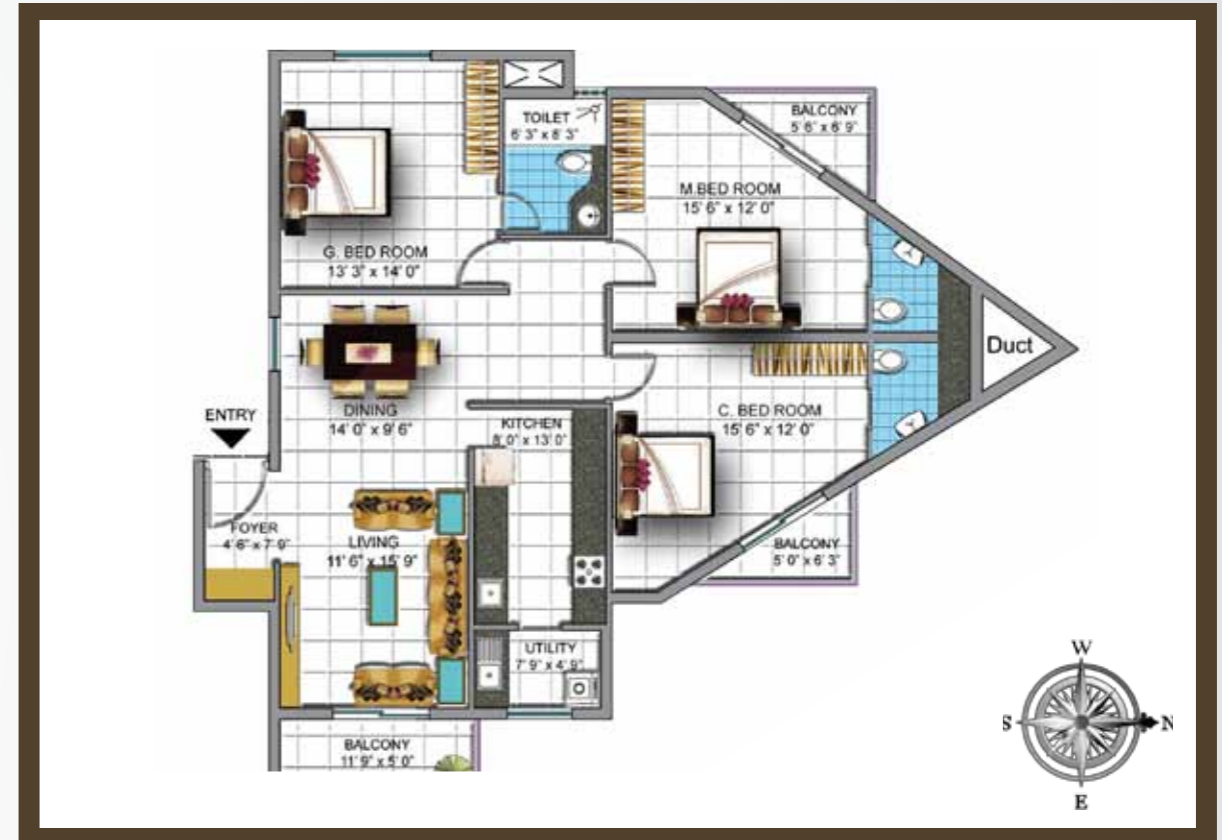 BALCONY
5' 6" x 6' 9"
TOILET
6' 3" x 8' 3"
M.BED ROOM
15' 6" x 12' 0"
G. BED ROOM
13' 3" x 14' 0"
Duct
ENTRY
DINING
14' 0" x 9' 6"
KITCHEN
8' 0" x 13' 0"
C. BED ROOM
15' 6" x 12' 0"
FOYER
4' 6" x 7' 9"
LIVING
11' 6" x 15' 9"
BALCONY
5' 0" x 6' 3"
UTILITY
7' 9" x 4' 9"
BALCONY
11' 9" x 5' 0"
W
S
N
E